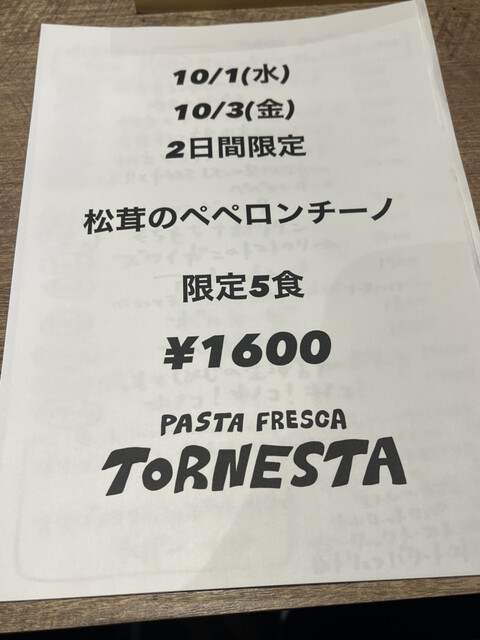 10/1(水)
10/3(金)
2日間限定
松茸のペペロンチーノ
限定5食
¥1600
PASTA FRESCA
TORNESTA